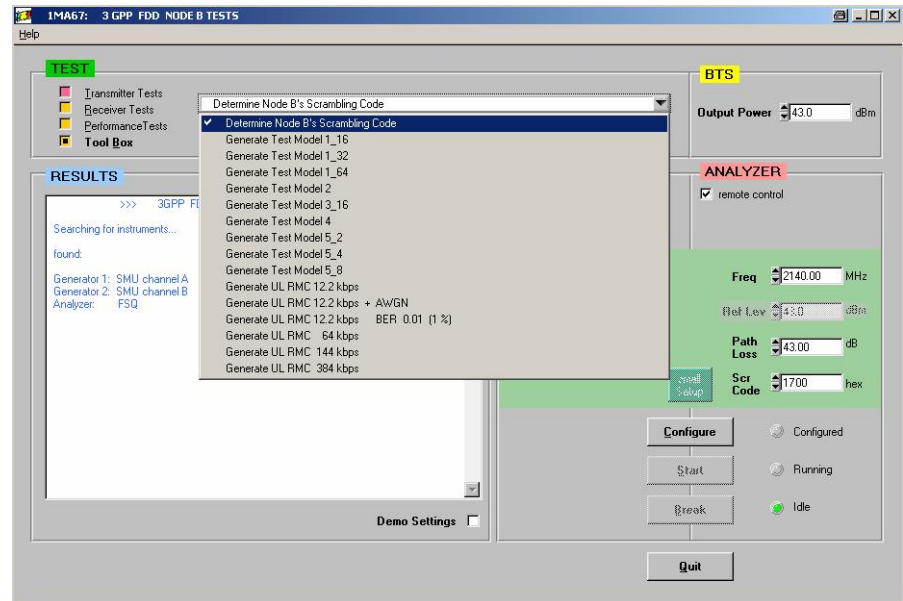 1MA67: 3 GPP FDD NODE B TESTS
Help
TEST
Transmitter Tests
Receiver Tests
PerformanceTests
Tool Box
Determine Node B's Scrambling Code
Determine Node B's Scrambling Code
Generate Test Model 1_16
Generate Test Model 1_32
Generate Test Model 1_64
Generate Test Model 2
Generate Test Model 3_16
Generate Test Model 4
Generate Test Model 5_2
Generate Test Model 5_4
Generate Test Model 5_8
Generate UL RMC 12.2 kbps
Generate UL RMC 12.2 kbps + AWGN
Generate UL RMC 12.2 kbps BER 0.01 (1 %)
Generate UL RMC 64 kbps
Generate UL RMC 144 kbps
Generate UL RMC 384 kbps
BTS
Output Power 43.0 dBm
RESULTS
>>> 3GPP
Searching for instruments...
found:
Generator 1: SMU channel A
Generator 2: SMU channel B
Analyzer: FSQ
Demo Settings
ANALYZER
remote control
Freq 2140.00 MHz
Ref Lev 43.0 dBm
Path Loss 43.00 dB
Setup
Scr Code 1700 hex
Configure
Configured
Start
Running
Break
Idle
Quit